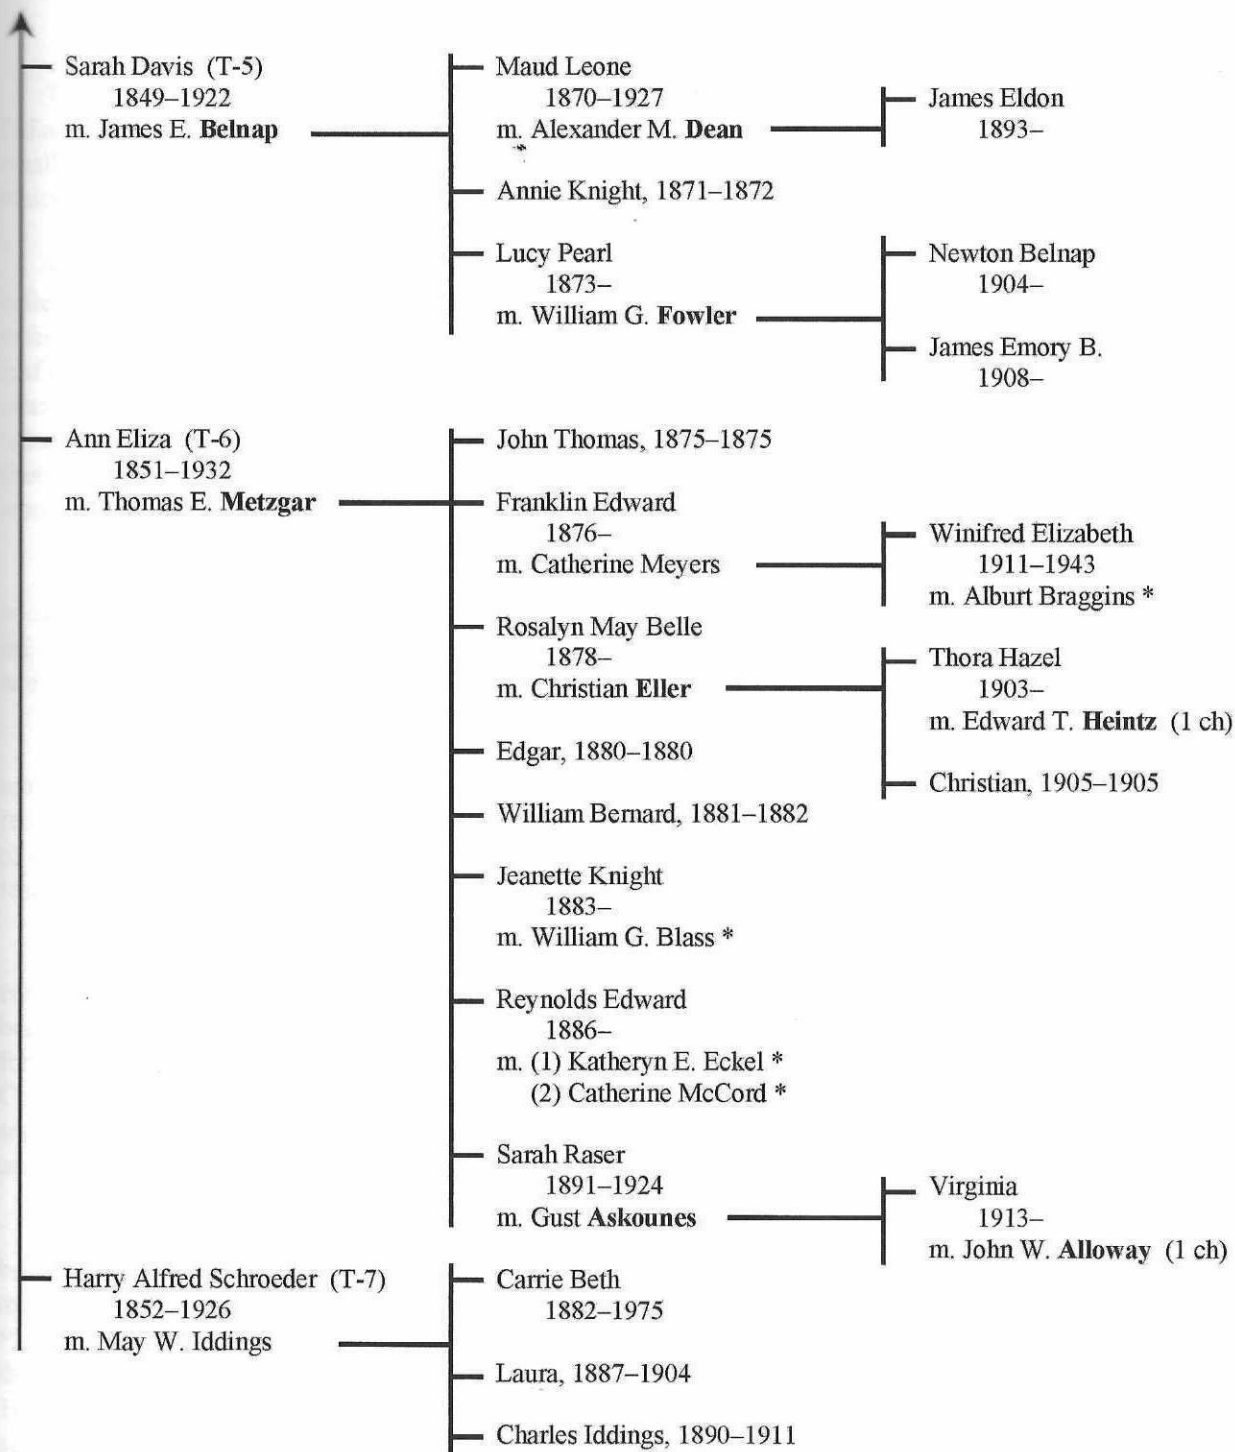 Sarah Davis (T-5)
1849–1922
m. James E. Belnap
Maud Leone
1870–1927
m. Alexander M. Dean
James Eldon
1893–
Annie Knight, 1871–1872
Lucy Pearl
1873–
m. William G. Fowler
Newton Belnap
1904–
James Emory B.
1908–
Ann Eliza (T-6)
1851–1932
m. Thomas E. Metzgar
John Thomas, 1875–1875
Franklin Edward
1876–
m. Catherine Meyers
Winifred Elizabeth
1911–1943
m. Alburt Braggins *
Rosalyn May Belle
1878–
m. Christian Eller
Thora Hazel
1903–
m. Edward T. Heintz (1 ch)
Christian, 1905–1905
Edgar, 1880–1880
William Bernard, 1881–1882
Jeanette Knight
1883–
m. William G. Blass *
Reynolds Edward
1886–
m. (1) Katheryn E. Eckel *
(2) Catherine McCord *
Sarah Raser
1891–1924
m. Gust Askounes
Virginia
1913–
m. John W. Alloway (1 ch)
Harry Alfred Schroeder (T-7)
1852–1926
m. May W. Iddings
Carrie Beth
1882–1975
Laura, 1887–1904
Charles Iddings, 1890–1911